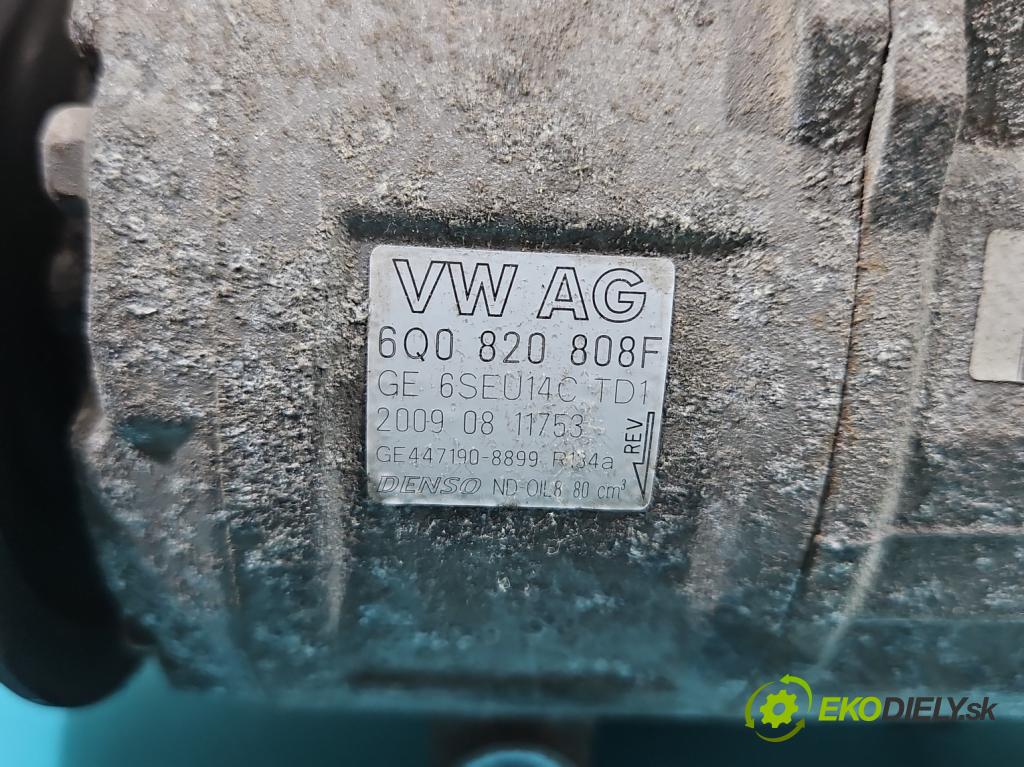 VW AG
6Q0 820 808F
GE 6SEU14C TD1
2009 08 11753
REV
GE447190-8899 R134a
DENSO ND-OIL8 80 cm³
EKODIELY.sk